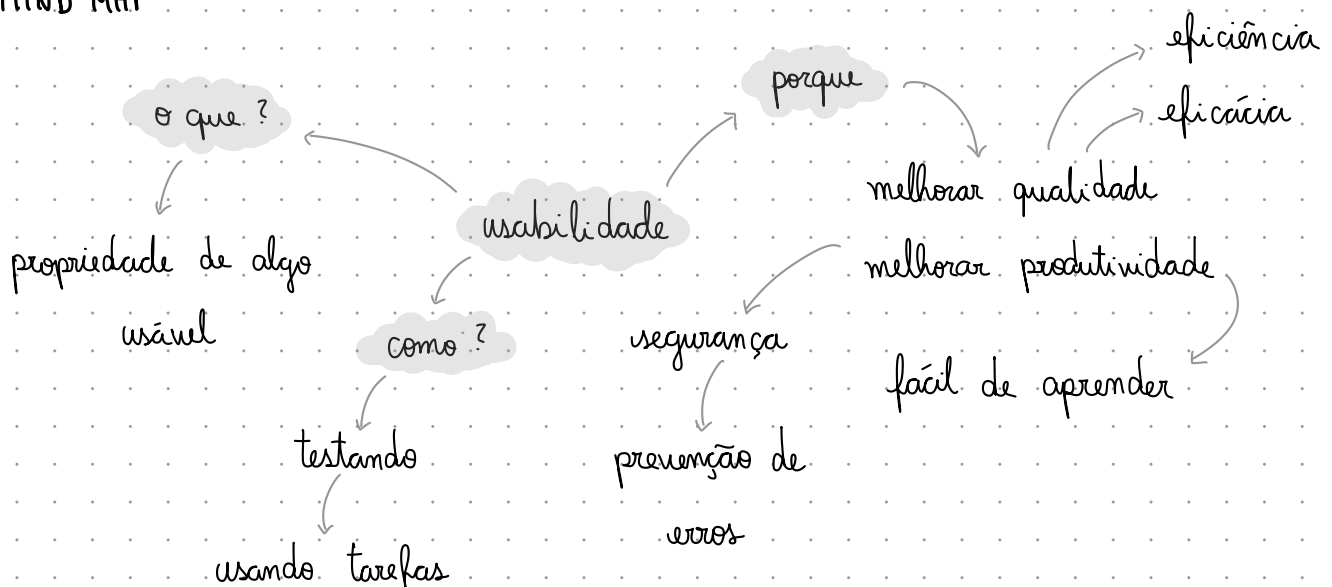 MIND MAP
eficiência
porque
o que ?
eficácia
melhorar qualidade
usabilidade
propriedade de algo
usável
melhorar produtividade
como ?
segurança
fácil de aprender
testando
prevenção de
erros
usando tarefas